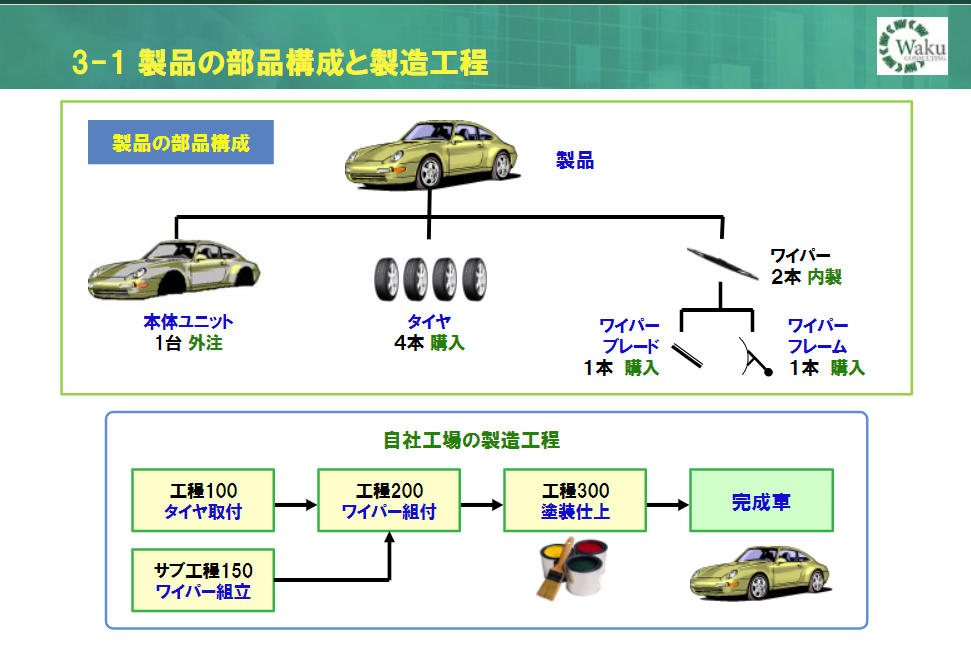 3-1 製品の部品構成と製造工程
Waku
CONSULTING
製品の部品構成
製品
本体ユニット
1台 外注
タイヤ
4本 購入
ワイパー
2本 内製
ワイパー
ブレード
1本 購入
ワイパー
フレーム
1本 購入
自社工場の製造工程
工程100
タイヤ取付
工程200
ワイパー組付
工程300
塗装仕上
完成車
サブ工程150
ワイパー組立